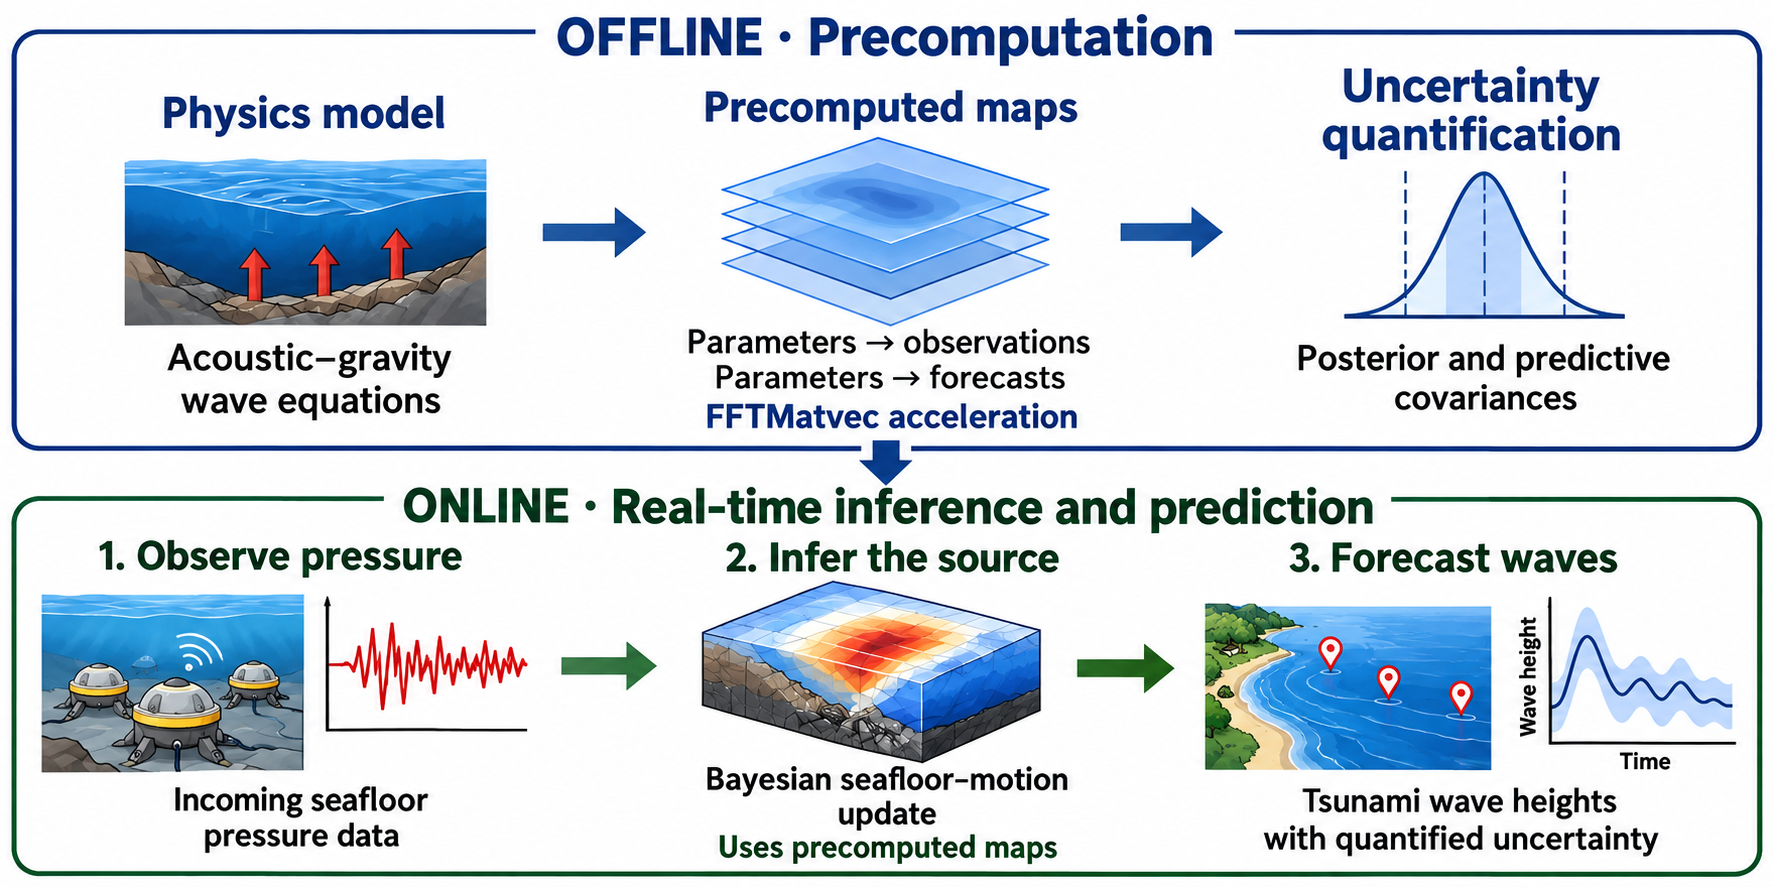 OFFLINE · Precomputation
Physics model
Acoustic–gravity
wave equations
Precomputed maps
Parameters → observations
Parameters → forecasts
FFTMatvec acceleration
Uncertainty
quantification
Posterior and predictive
covariances
ONLINE · Real-time inference and prediction
1. Observe pressure
Incoming seafloor
pressure data
2. Infer the source
Bayesian seafloor-motion
update
Uses precomputed maps
3. Forecast waves
Wave height
Time
Tsunami wave heights
with quantified uncertainty